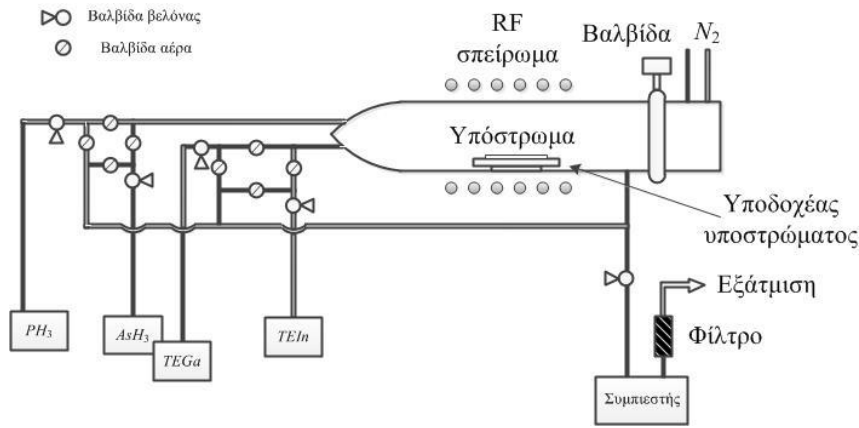 Βαλβίδα βελόνας
Βαλβίδα αέρα
RF
σπείρωμα
Βαλβίδα
N₂
Υπόστρωμα
Υποδοχέας
υποστρώματος
Εξάτμιση
Φίλτρο
PH₃
AsH₃
TEGa
TEIn
Συμπιεστής